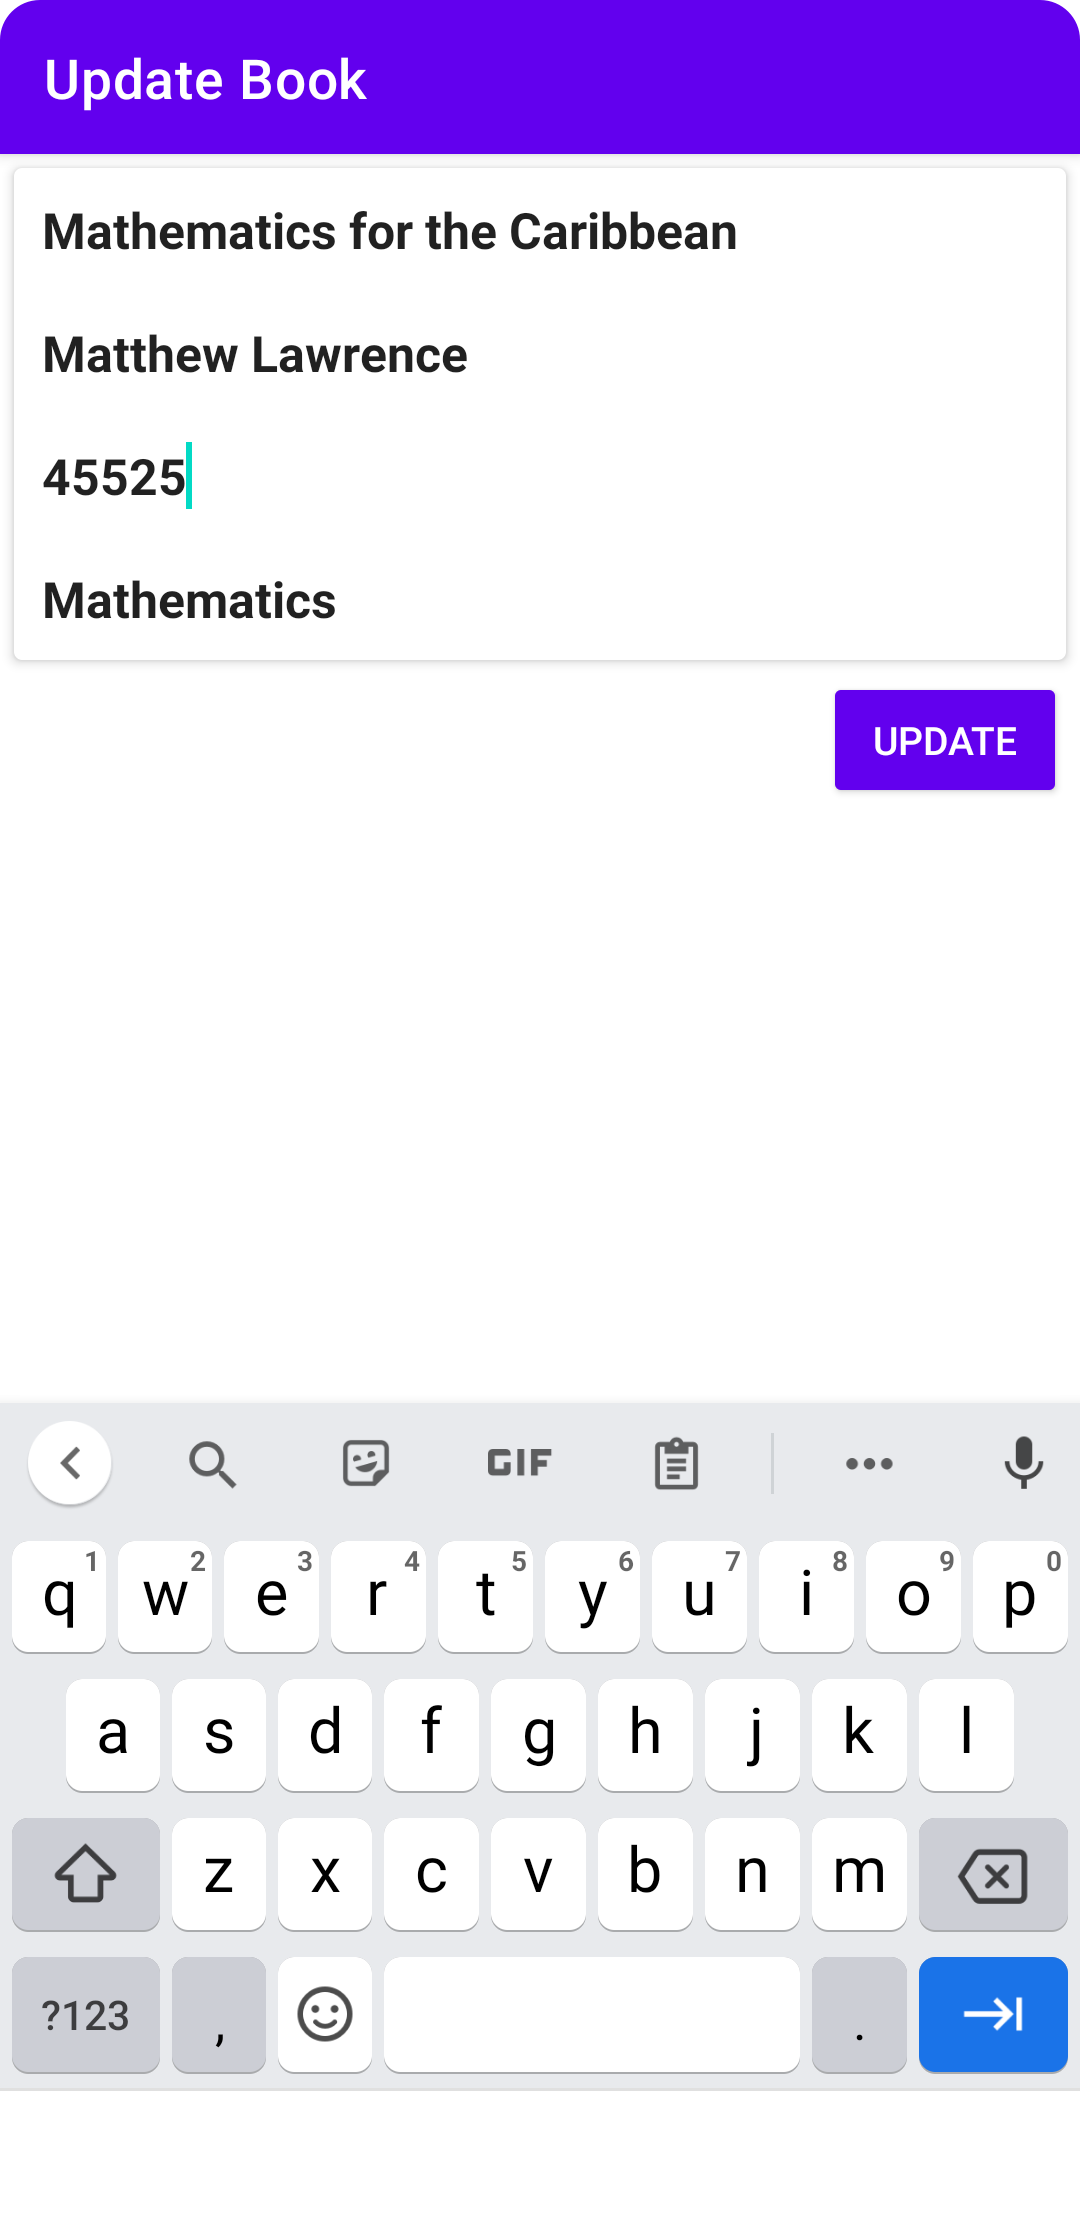 Update Book
Mathematics for the Caribbean
Matthew Lawrence
45525
Mathematics
UPDATE
GIF
q 1 w 2 e 3 r 4 t 5 y 6 u 7 i 8 o 9 p 0
a s d f g h j k l
z x c v b n m
?123 , .